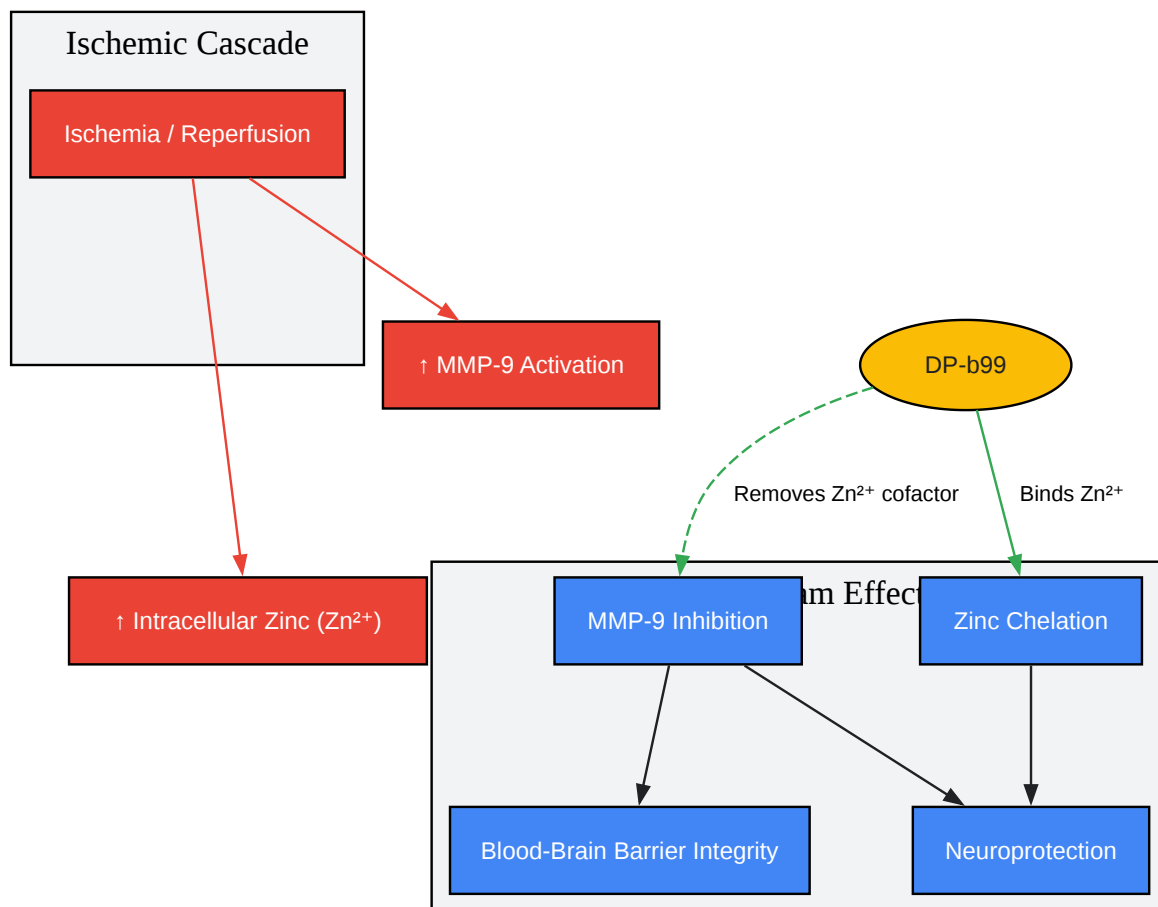 Ischemic Cascade
Ischemia / Reperfusion
↑ MMP-9 Activation
DP-b99
Removes Zn²⁺ cofactor
Binds Zn²⁺
↑ Intracellular Zinc (Zn²⁺)
MMP-9 Inhibition
Zinc Chelation
Blood-Brain Barrier Integrity
Neuroprotection